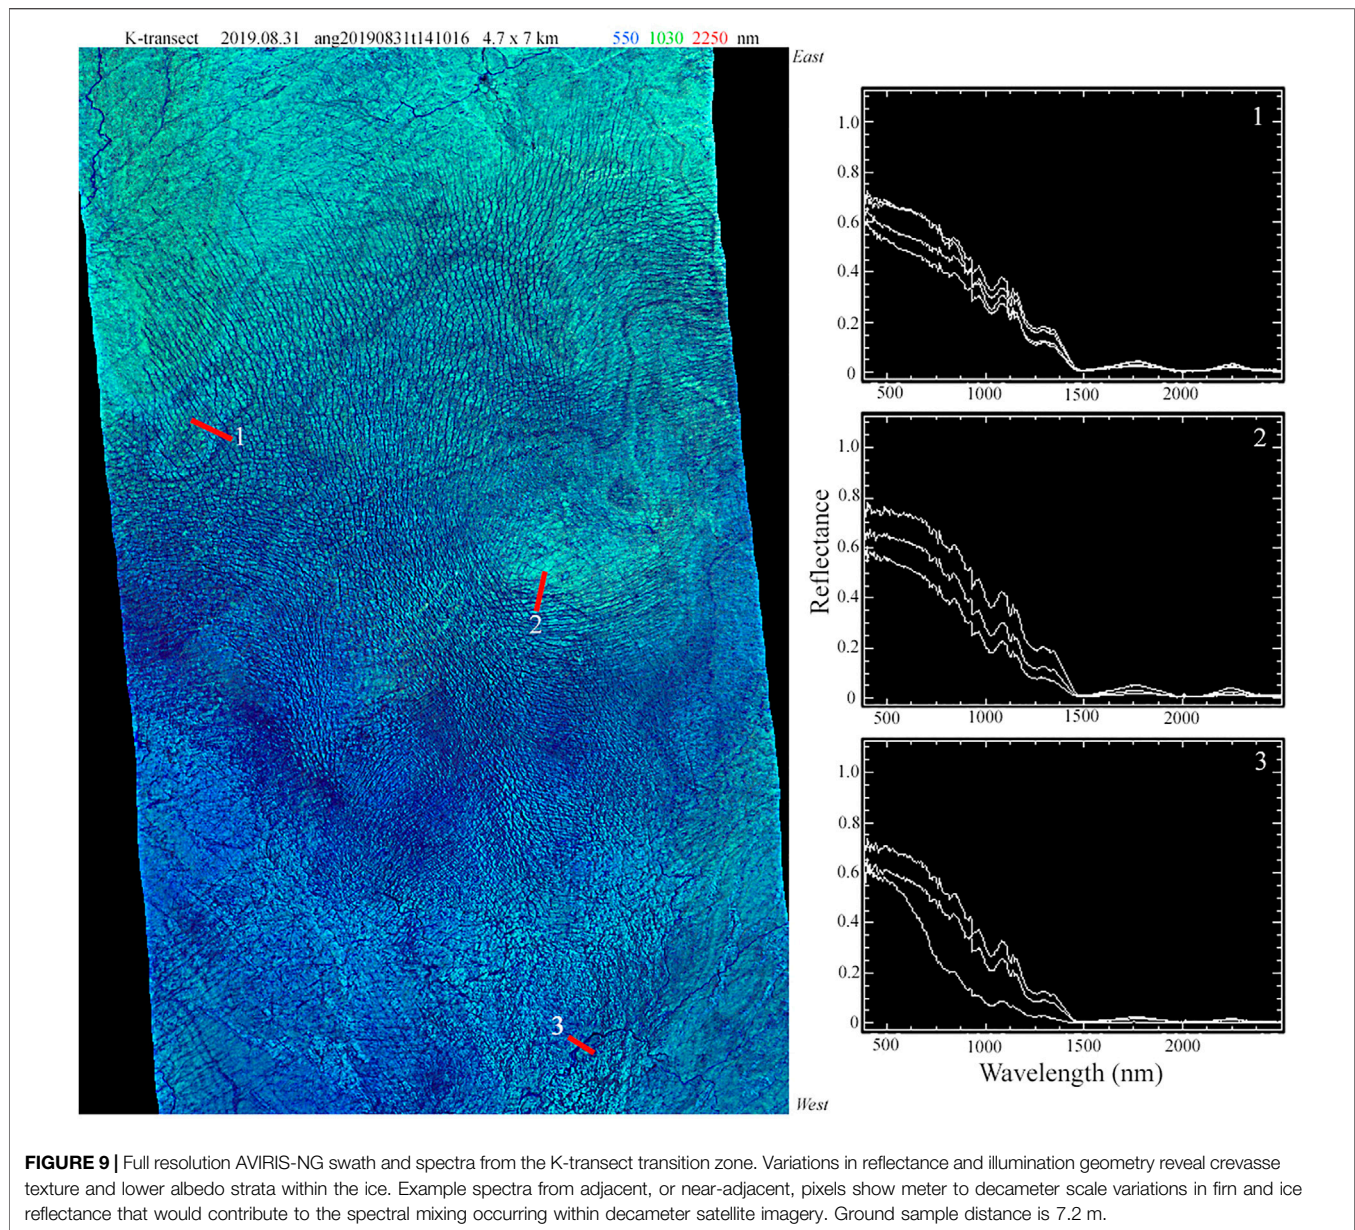 K-transect 2019.08.31 ang20190831t141016 4.7 x 7 km 550 1030 2250 nm
East
1
2
3
West
1
1.0
0.8
0.6
0.4
0.2
0
500 1000 1500 2000
2
1.0
0.8
0.6
0.4
0.2
0
500 1000 1500 2000
Reflectance
3
1.0
0.8
0.6
0.4
0.2
0
500 1000 1500 2000
Wavelength (nm)
FIGURE 9 | Full resolution AVIRIS-NG swath and spectra from the K-transect transition zone. Variations in reflectance and illumination geometry reveal crevasse
texture and lower albedo strata within the ice. Example spectra from adjacent, or near-adjacent, pixels show meter to decameter scale variations in firn and ice
reflectance that would contribute to the spectral mixing occurring within decameter satellite imagery. Ground sample distance is 7.2 m.